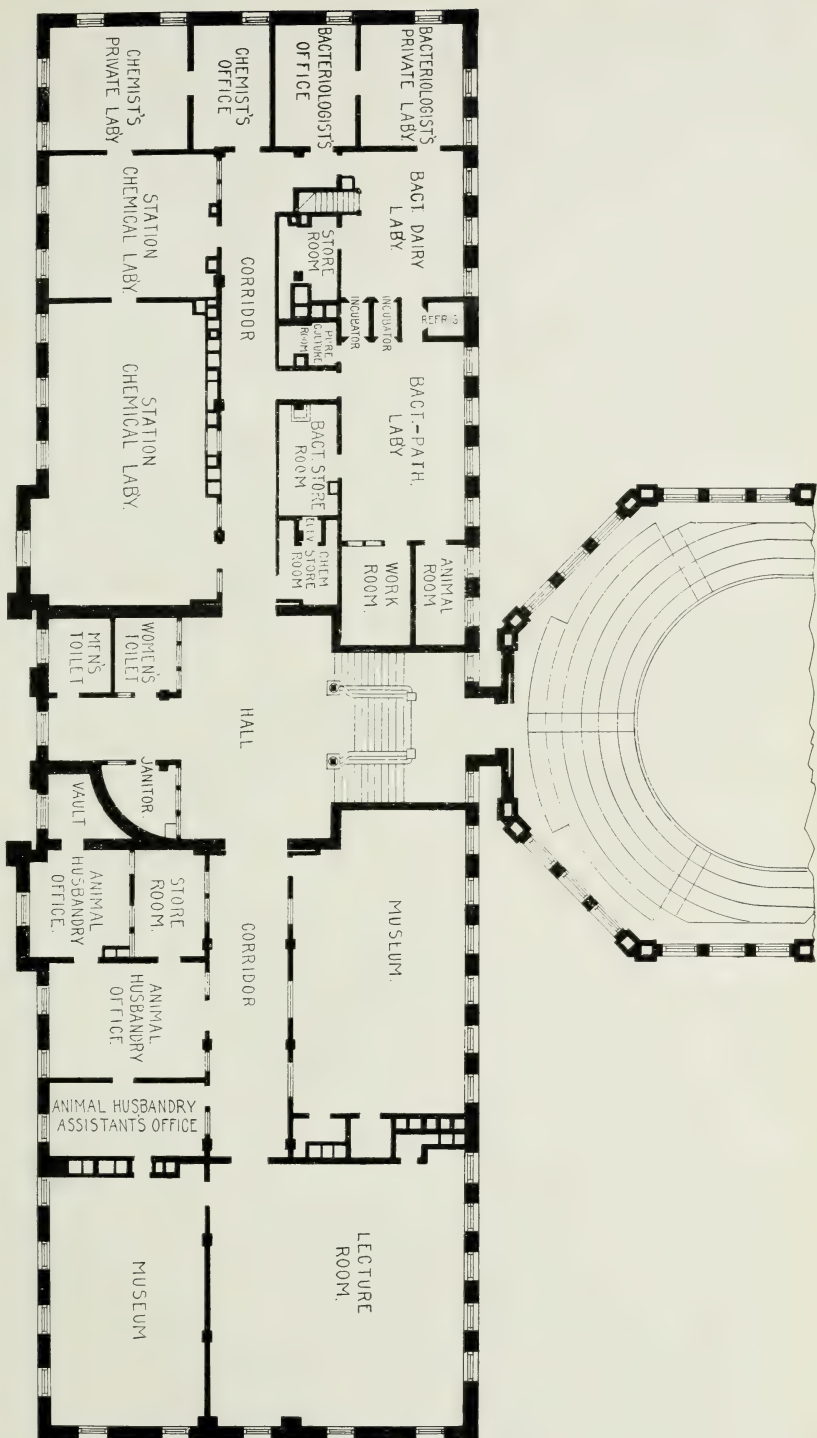 CHEMIST'S
PRIVATE LAB'Y.
CHEMIST'S
OFFICE
BACTERIOLOGIST'S
OFFICE
BACTERIOLOGIST'S
PRIVATE LAB'Y.
STATION
CHEMICAL LAB'Y.
CORRIDOR
STORE
ROOM
BACT. DAIRY
LAB'Y.
INCUBATOR
INCUBATOR
REFR'G
PURE
CULTURE
ROOM
STATION
CHEMICAL LAB'Y.
BACT. STORE
ROOM
BACT.-PATH.
LAB'Y
ELEV.
CHEM
STORE
ROOM
WORK
ROOM.
ANIMAL
ROOM
MEN'S
TOILET
WOMEN'S
TOILET
HALL
VAULT
JANITOR.
ANIMAL
HUSBANDRY
OFFICE.
STORE
ROOM.
CORRIDOR
MUSEUM.
ANIMAL
HUSBANDRY
OFFICE.
ANIMAL HUSBANDRY
ASSISTANT'S OFFICE
MUSEUM
LECTURE
ROOM.